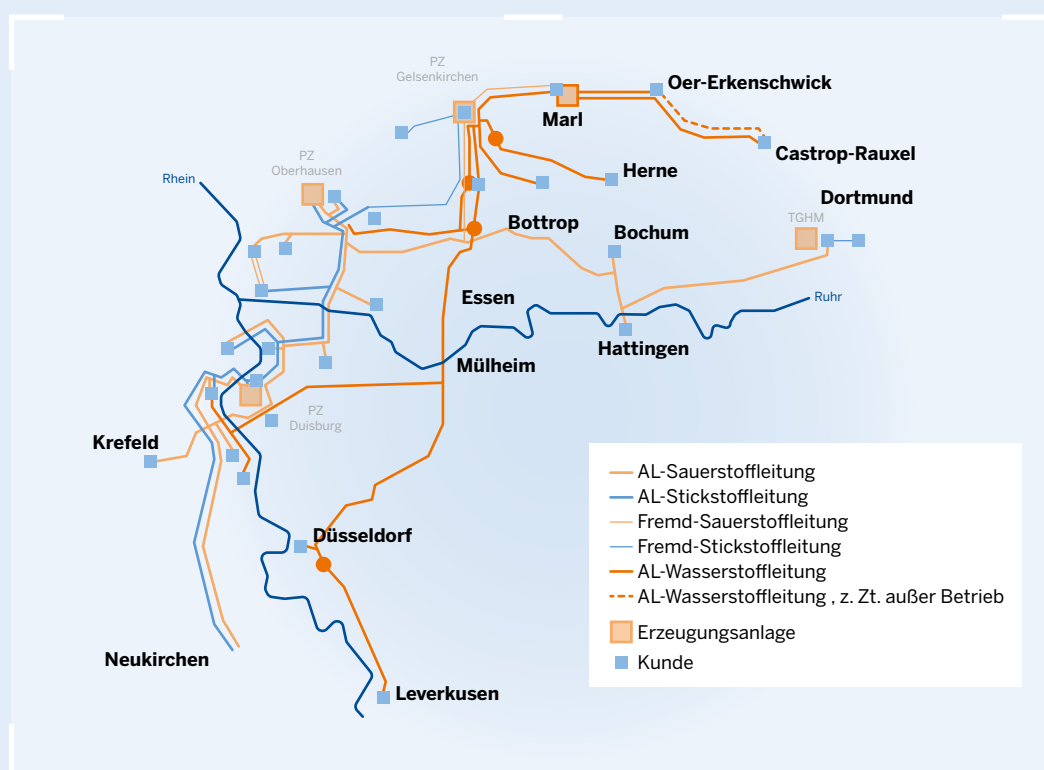 PZ
Gelsenkirchen
Oer-Erkenschwick
Marl
Castrop-Rauxel
PZ
Oberhausen
Herne
Rhein
Dortmund
TGHM
Bottrop
Bochum
Essen
Ruhr
Hattingen
Mülheim
PZ
Duisburg
Krefeld
Düsseldorf
Neukirchen
Leverkusen
AL-Sauerstoffleitung
AL-Stickstoffleitung
Fremd-Sauerstoffleitung
Fremd-Stickstoffleitung
AL-Wasserstoffleitung
AL-Wasserstoffleitung , z. Zt. außer Betrieb
Erzeugungsanlage
Kunde